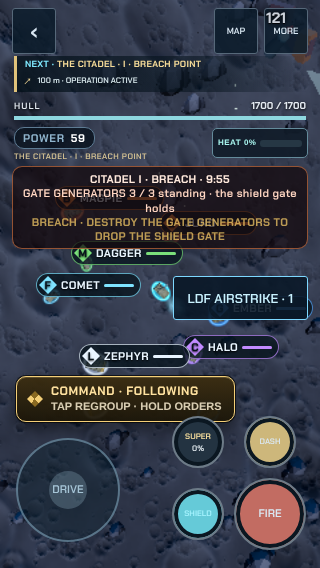 ‹
MAP
121
MORE
NEXT · THE CITADEL · I · BREACH POINT
100 m · OPERATION ACTIVE
HULL
1700 / 1700
POWER 59
HEAT 0%
THE CITADEL · I · BREACH POINT
CITADEL I · BREACH · 9:55
GATE GENERATORS 3 / 3 standing · the shield gate
holds
MAGPIE
BREACH · DESTROY THE GATE GENERATORS TO
DROP THE SHIELD GATE
M DAGGER
F COMET
LDF AIRSTRIKE · 1
EMBER
L ZEPHYR
C HALO
COMMAND · FOLLOWING
TAP REGROUP · HOLD ORDERS
SUPER
0%
DASH
DRIVE
SHIELD
FIRE